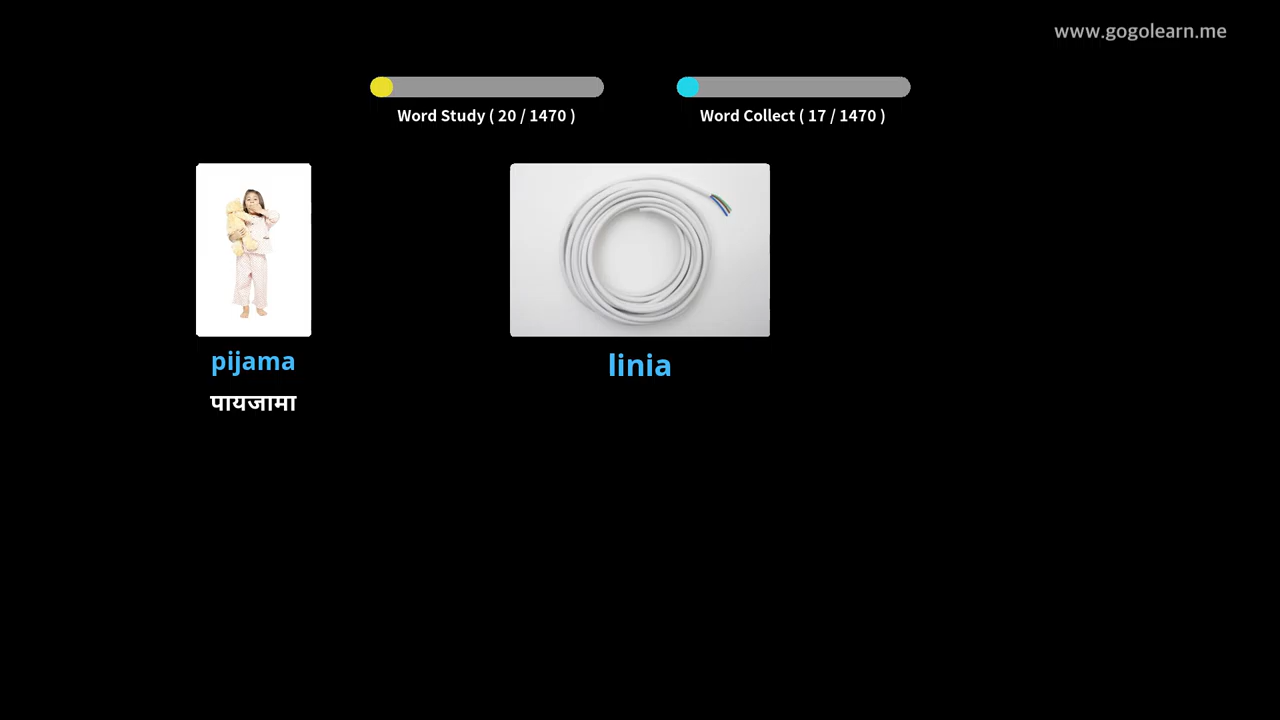 www.gogolearn.me
Word Study ( 20 / 1470 )
Word Collect ( 17 / 1470 )
pijama
पायजामा
linia